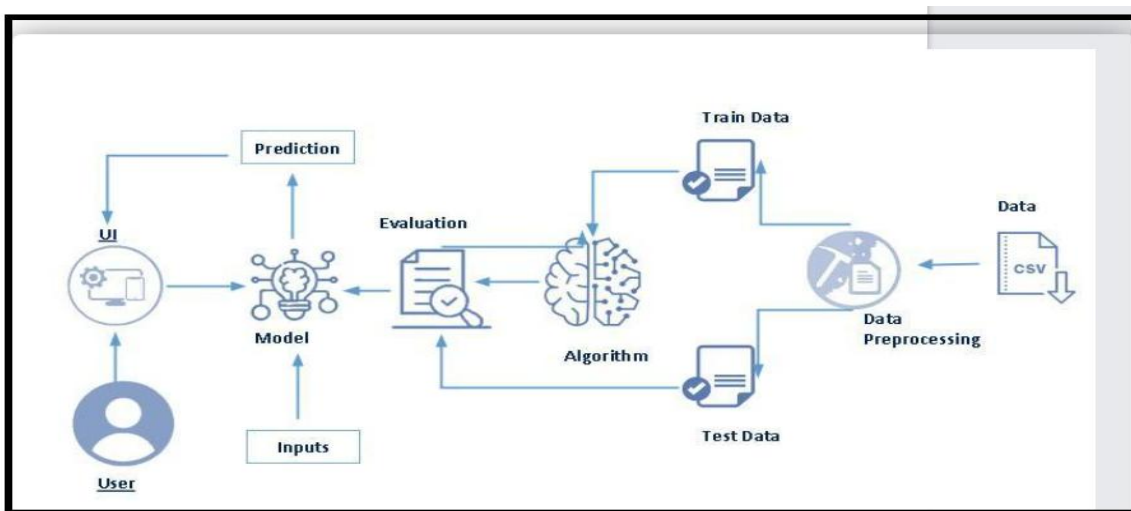 Train Data
Prediction
Data
Evaluation
UI
CSV
Model
Data
Preprocessing
Algorithm
Test Data
Inputs
User